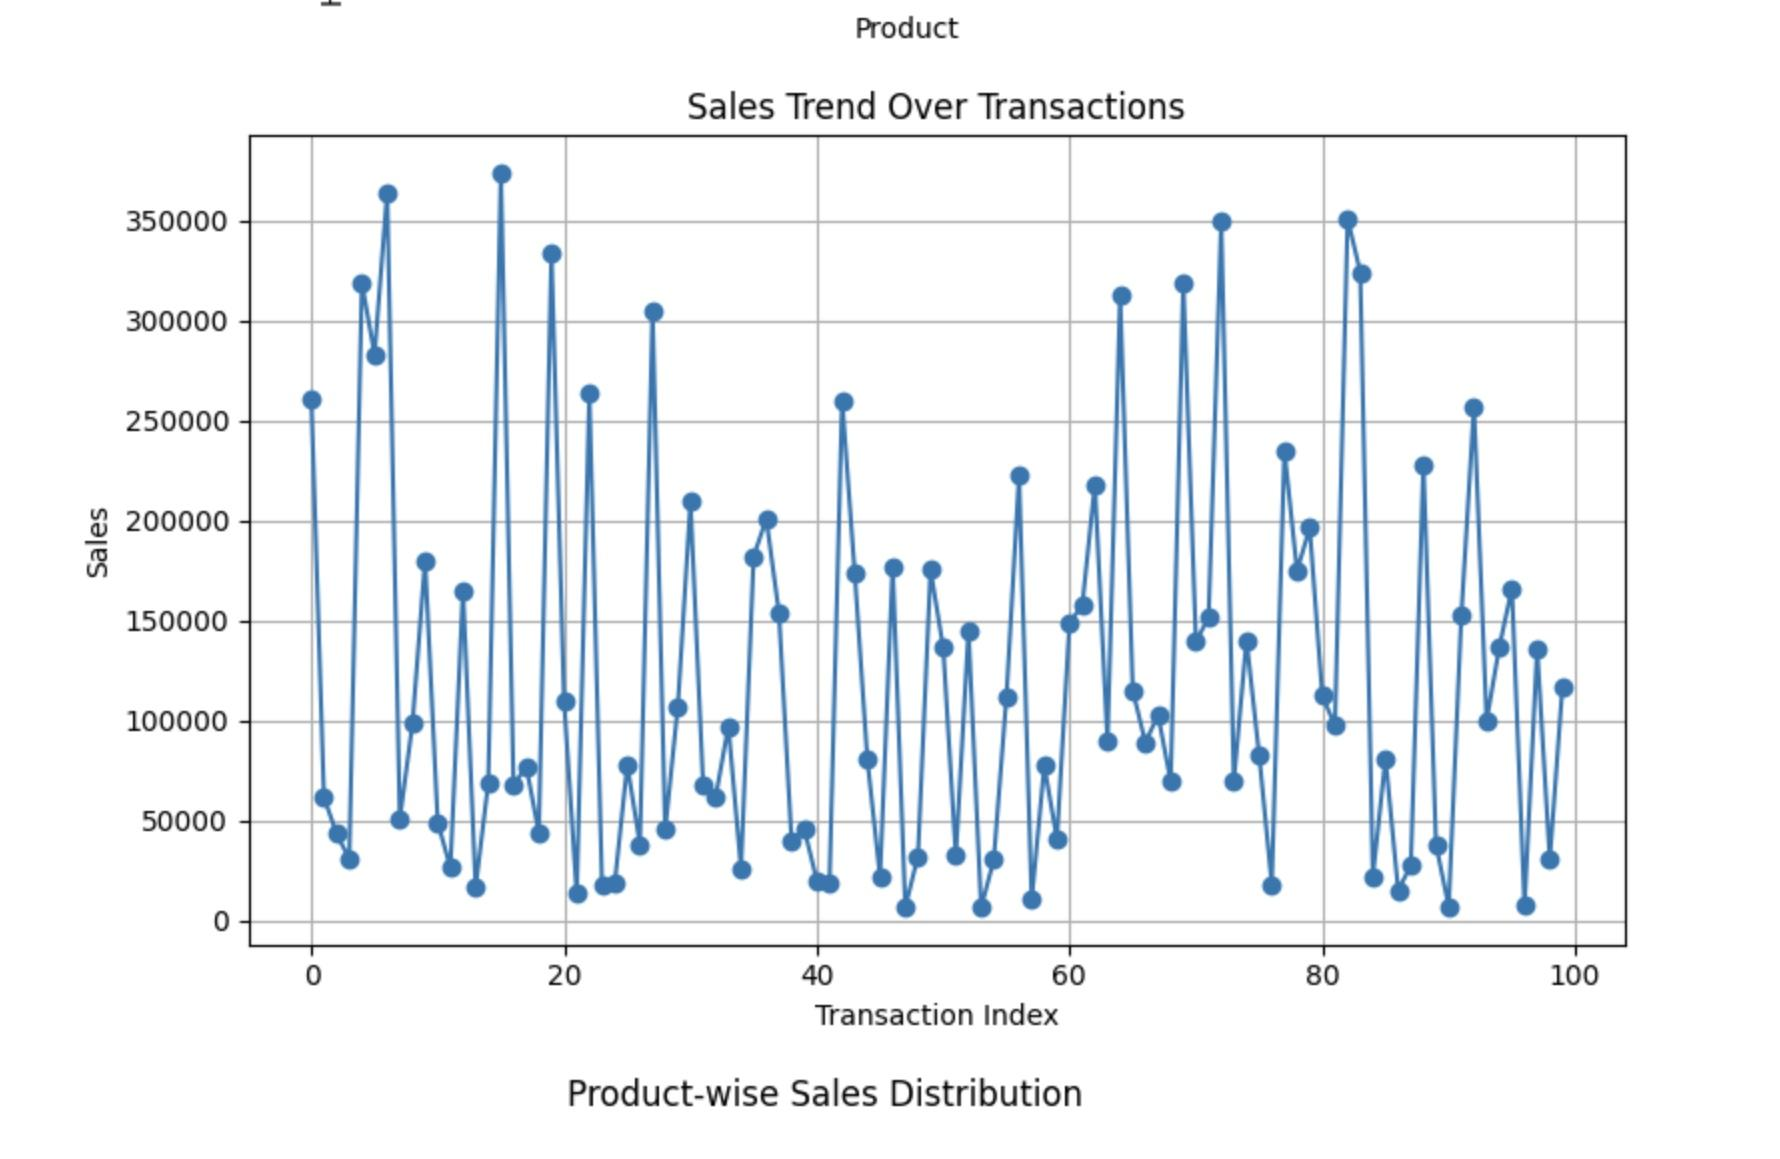 Product
Sales Trend Over Transactions
350000
300000
250000
200000
150000
100000
50000
0
Sales
0 20 40 60 80 100
Transaction Index
Product-wise Sales Distribution